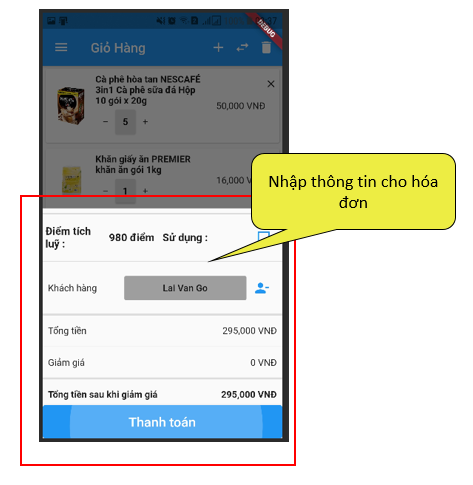 37
DEBUG
Giỏ Hàng
Cà phê hòa tan NESCAFÉ
3in1 Cà phê sữa đá Hộp
10 gói x 20g
50,000 VNĐ
− 5 +
Khăn giấy ăn PREMIER
khăn ăn gói 1kg
16,000 V
− 1 +
Nhập thông tin cho hóa
đơn
Điểm tích
luỹ :
980 điểm Sử dụng :
Khách hàng Lai Van Go
Tổng tiền 295,000 VNĐ
Giảm giá 0 VNĐ
Tổng tiền sau khi giảm giá 295,000 VNĐ
Thanh toán